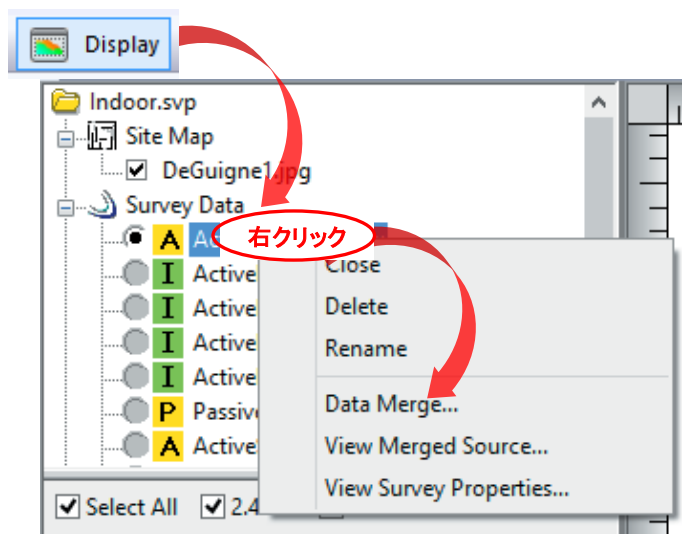 Display
Indoor.svp
Site Map
DeGuigne1.jpg
Survey Data
A
右クリック
I Active
I Active
I Active
I Active
P Passive
A Active
Close
Delete
Rename
Data Merge...
View Merged Source...
View Survey Properties...
Select All 2.4